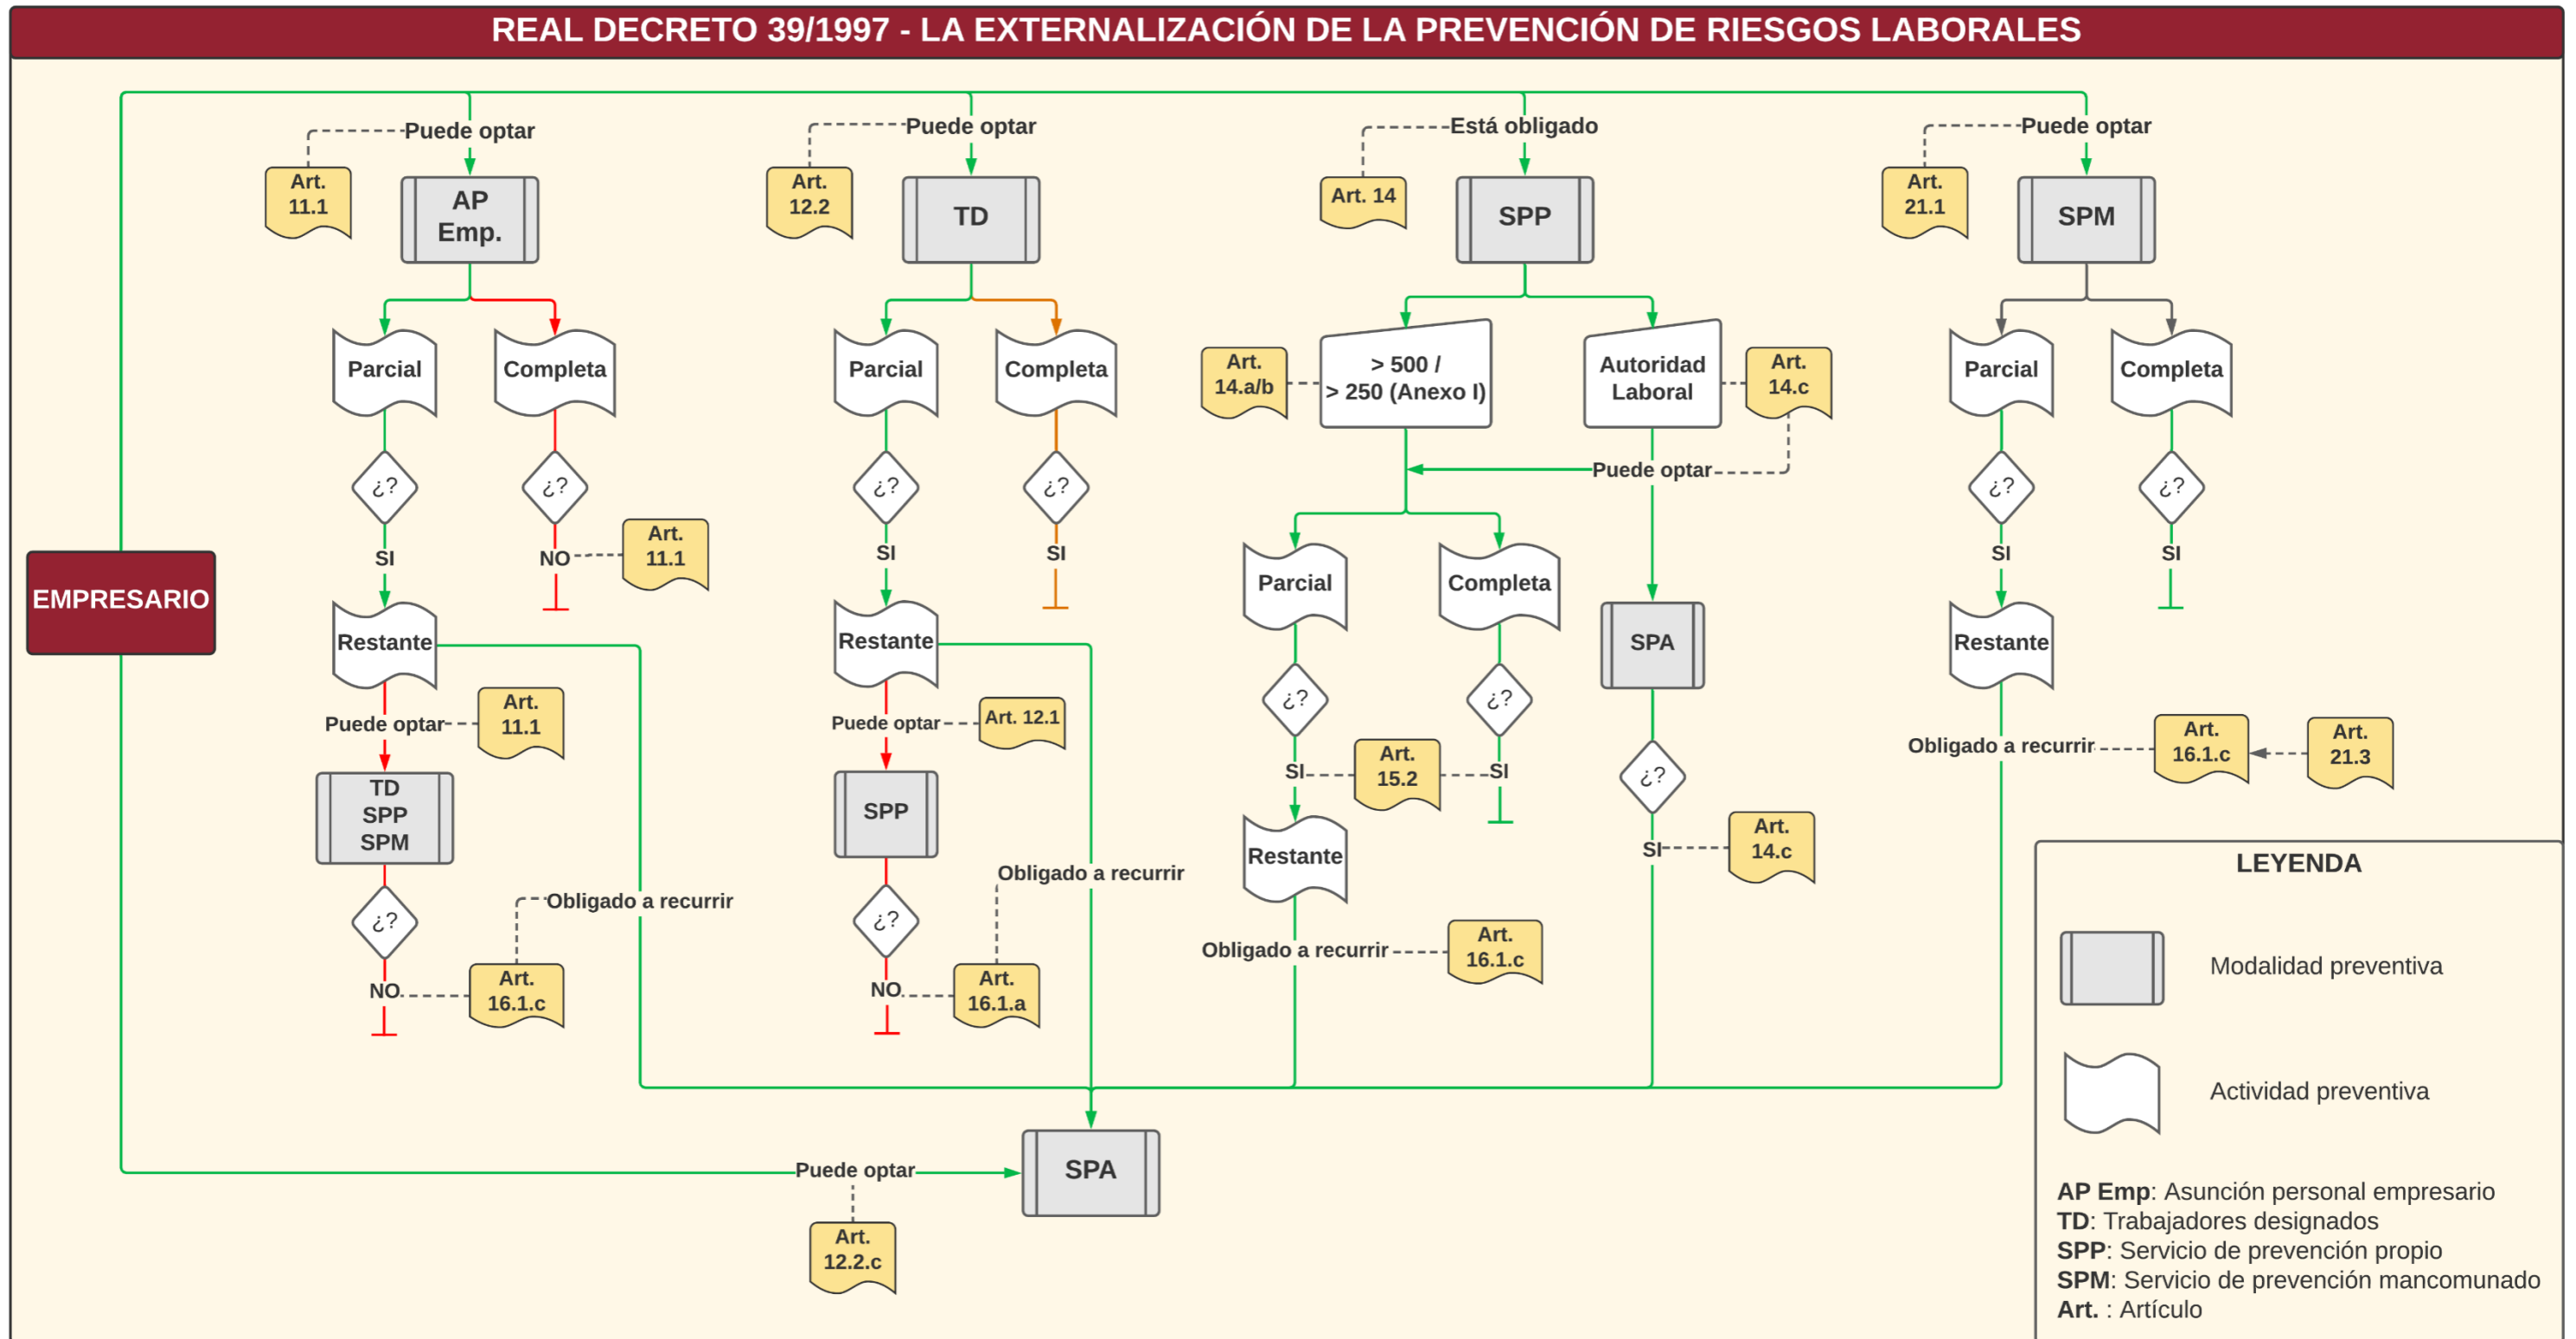 REAL DECRETO 39/1997 - LA EXTERNALIZACIÓN DE LA PREVENCIÓN DE RIESGOS LABORALES
EMPRESARIO
Puede optar
Art.
11.1
AP
Emp.
Parcial
Completa
¿?
¿?
SI
NO
Art.
11.1
Restante
Puede optar
Art.
11.1
TD
SPP
SPM
¿?
Obligado a recurrir
NO
Art.
16.1.c
Puede optar
Art.
12.2
TD
Parcial
Completa
¿?
¿?
SI
SI
Restante
Puede optar
Art. 12.1
SPP
¿?
Obligado a recurrir
NO
Art.
16.1.a
Está obligado
Art. 14
SPP
Art.
14.a/b
> 500 /
> 250 (Anexo I)
Autoridad
Laboral
Art.
14.c
Puede optar
Parcial
Completa
¿?
¿?
SI
Art.
15.2
SI
Restante
Obligado a recurrir
Art.
16.1.c
SPA
¿?
SI
Art.
14.c
Puede optar
Art.
21.1
SPM
Parcial
Completa
¿?
¿?
SI
SI
Restante
Obligado a recurrir
Art.
16.1.c
Art.
21.3
Puede optar
SPA
Art.
12.2.c
LEYENDA
Modalidad preventiva
Actividad preventiva
AP Emp: Asunción personal empresario
TD: Trabajadores designados
SPP: Servicio de prevención propio
SPM: Servicio de prevención mancomunado
Art. : Artículo